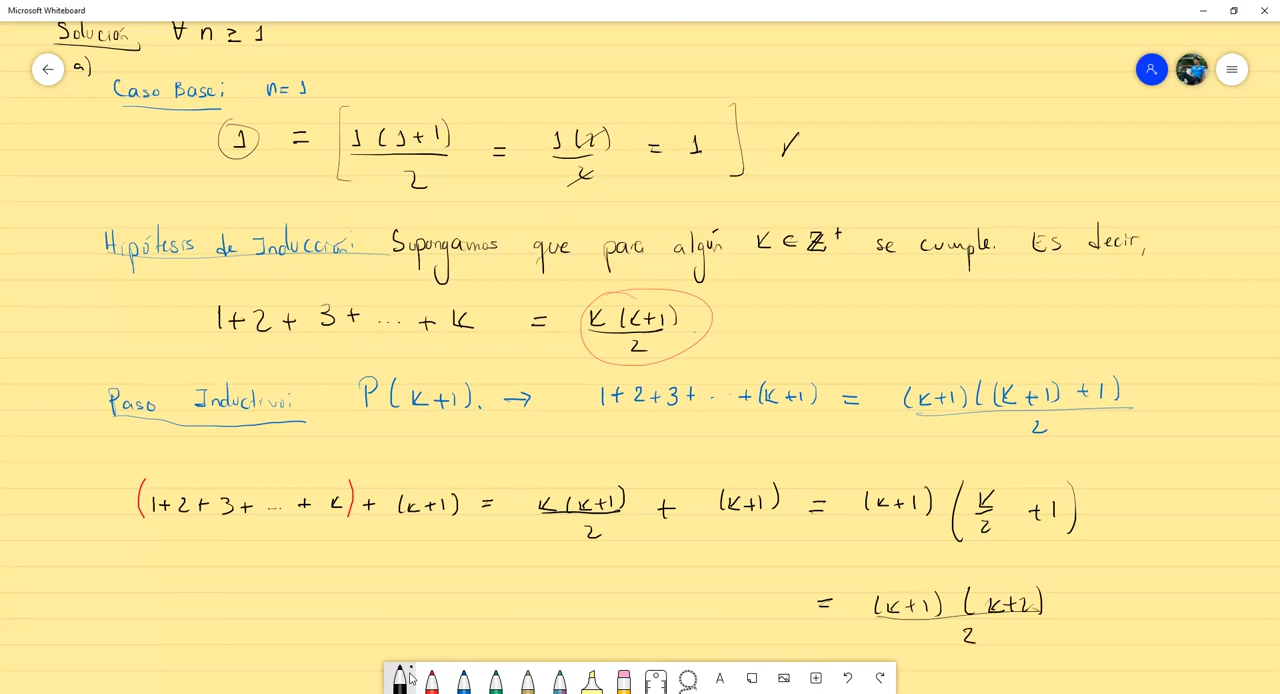 Microsoft Whiteboard
Solución ∀ n ≥ 1
a)
Caso Base: n=1
1 = [ 1(1+1)/2 = 1(2)/2 = 1 ] ✓
Hipótesis de Inducción: Supongamos que para algún K ∈ ℤ⁺ se cumple. Es decir,
1+2+3+ ... +K = K(K+1)/2
Paso Inductivo: P(K+1). → 1+2+3+ ... +(K+1) = (K+1)((K+1)+1)/2
(1+2+3+ ... + K) + (K+1) = K(K+1)/2 + (K+1) = (K+1)(K/2 +1)
= (K+1)(K+2)/2
A